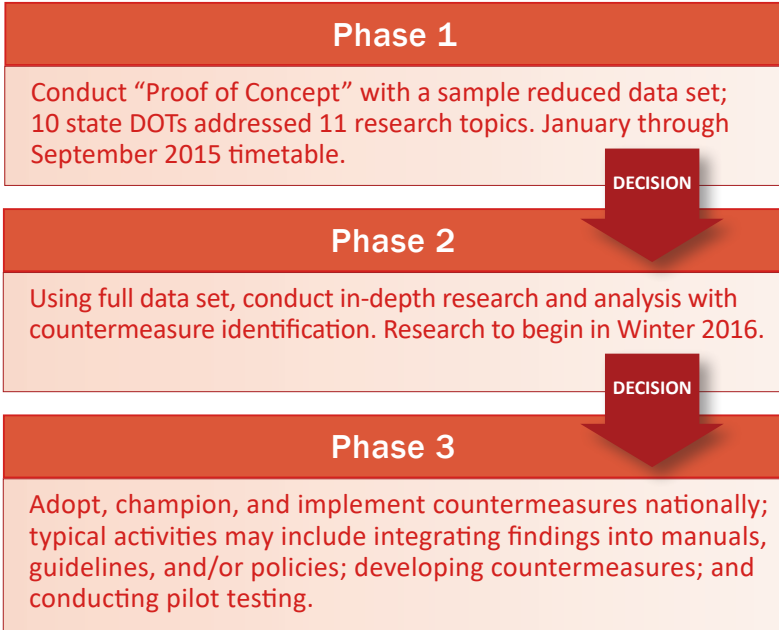 Phase 1
Conduct “Proof of Concept” with a sample reduced data set;
10 state DOTs addressed 11 research topics. January through
September 2015 timetable.
DECISION
Phase 2
Using full data set, conduct in-depth research and analysis with
countermeasure identification. Research to begin in Winter 2016.
DECISION
Phase 3
Adopt, champion, and implement countermeasures nationally;
typical activities may include integrating findings into manuals,
guidelines, and/or policies; developing countermeasures; and
conducting pilot testing.